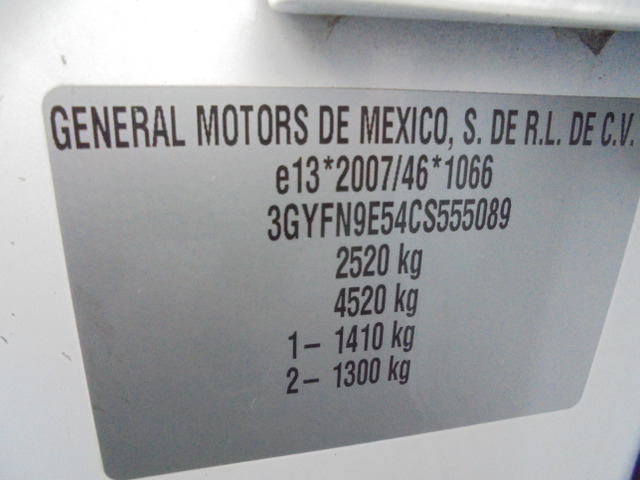 GENERAL MOTORS DE MEXICO, S. DE R.L. DE C.V.
e13*2007/46*1066
3GYFN9E54CS555089
2520 kg
4520 kg
1– 1410 kg
2– 1300 kg